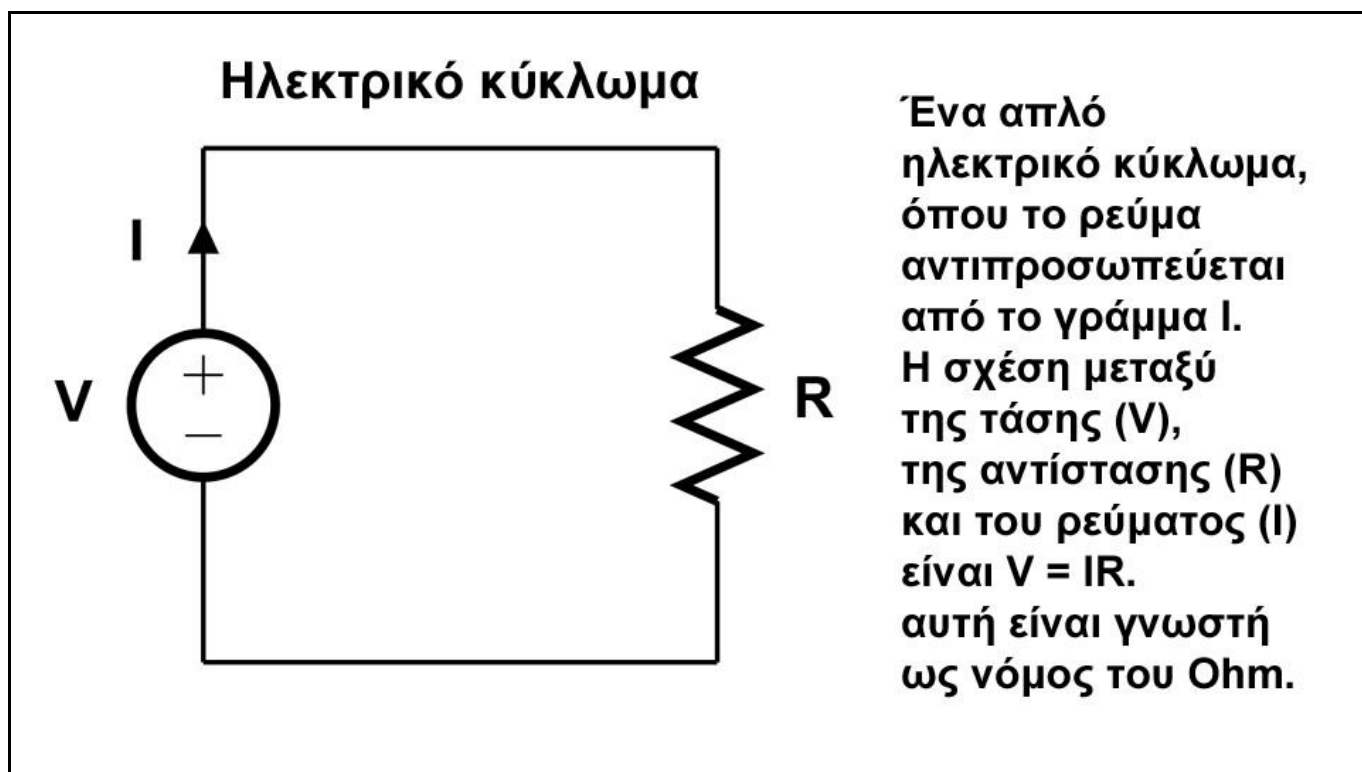 Ηλεκτρικό κύκλωμα
I
V
+
–
R
Ένα απλό
ηλεκτρικό κύκλωμα,
όπου το ρεύμα
αντιπροσωπεύεται
από το γράμμα I.
Η σχέση μεταξύ
της τάσης (V),
της αντίστασης (R)
και του ρεύματος (I)
είναι V = IR.
αυτή είναι γνωστή
ως νόμος του Ohm.